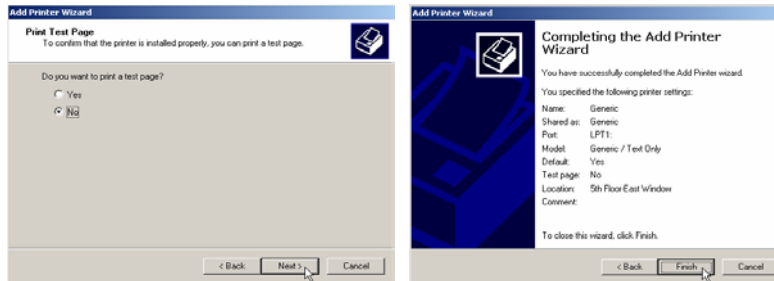 Add Printer Wizard
Print Test Page
To confirm that the printer is installed properly, you can print a test page.
Do you want to print a test page?
Yes
No
< Back Next > Cancel
Add Printer Wizard
Completing the Add Printer
Wizard
You have successfully completed the Add Printer wizard.
You specified the following printer settings:
Name: Generic
Shared as: Generic
Port: LPT1:
Model: Generic / Text Only
Default: Yes
Test page: No
Location: 5th Floor-East Window
Comment:
To close this wizard, click Finish.
< Back Finish Cancel